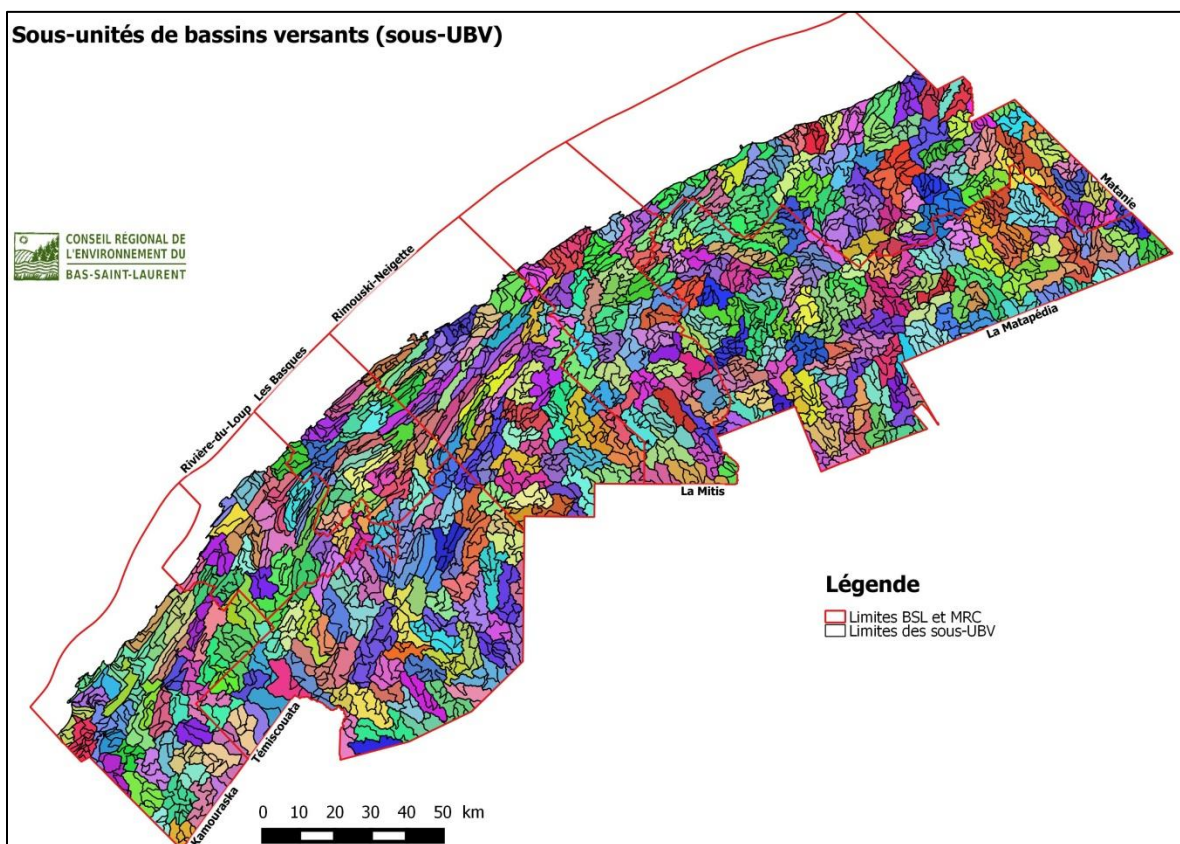 Sous-unités de bassins versants (sous-UBV)
CONSEIL RÉGIONAL DE
L'ENVIRONNEMENT DU
BAS-SAINT-LAURENT
Matanie
Rimouski-Neigette
La Matapédia
Les Basques
Rivière-du-Loup
La Mitis
Légende
Limites BSL et MRC
Limites des sous-UBV
Témiscouata
Kamouraska
0 10 20 30 40 50 km